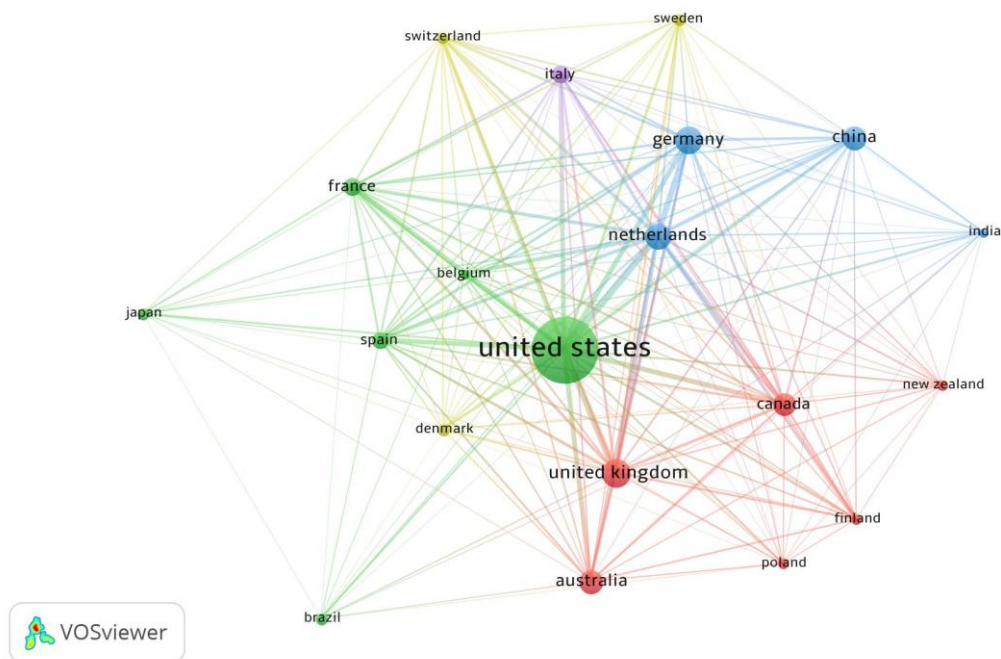 sweden
switzerland
italy
germany
china
france
netherlands
india
belgium
japan
spain
united states
new zealand
canada
denmark
united kingdom
finland
poland
australia
brazil
VOSviewer